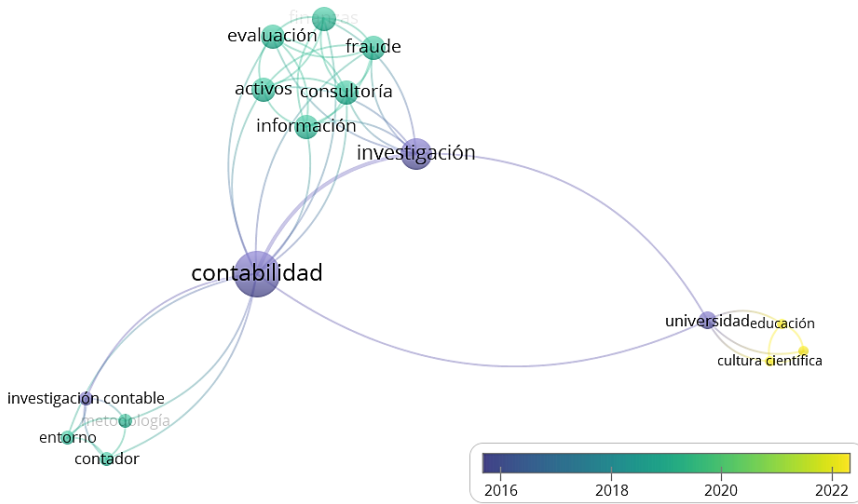 finanzas
evaluación
fraude
activos
consultoría
información
investigación
contabilidad
universidad
educación
cultura científica
investigación contable
metodología
entorno
contador
2016 2018 2020 2022